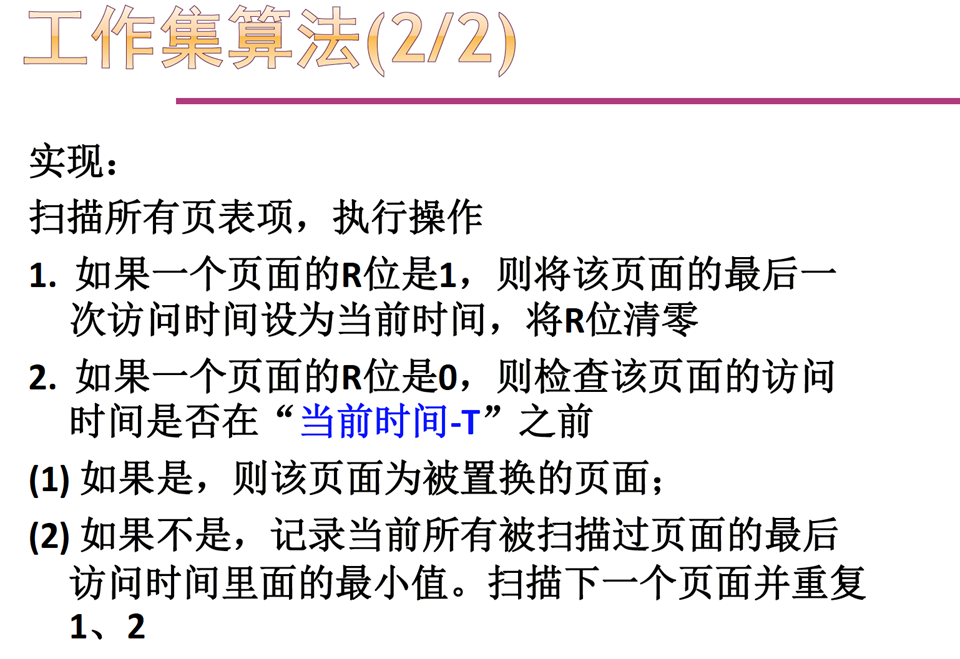 工作集算法(2/2)
实现：
扫描所有页表项，执行操作
1. 如果一个页面的R位是1，则将该页面的最后一
次访问时间设为当前时间，将R位清零
2. 如果一个页面的R位是0，则检查该页面的访问
时间是否在“当前时间-T”之前
(1) 如果是，则该页面为被置换的页面；
(2) 如果不是，记录当前所有被扫描过页面的最后
访问时间里面的最小值。扫描下一个页面并重复
1、2